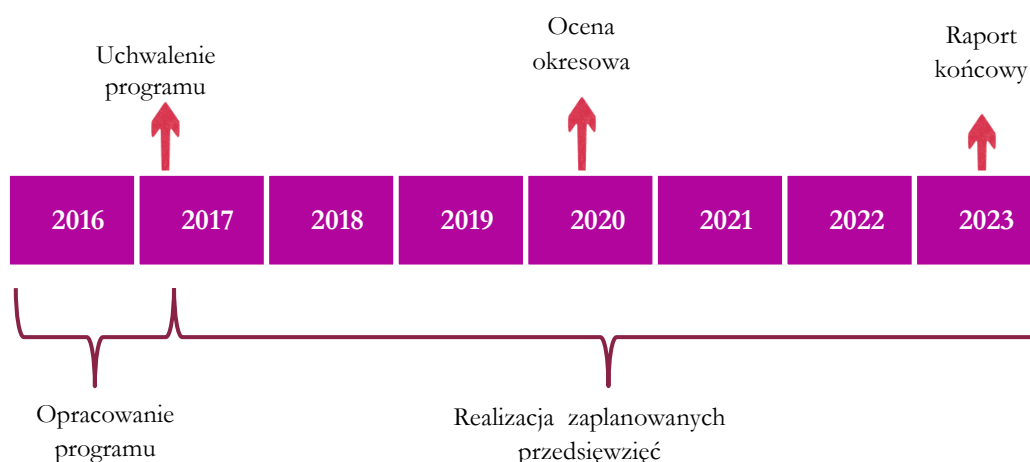 Uchwalenie
programu
Ocena
okresowa
Raport
końcowy
2016
2017
2018
2019
2020
2021
2022
2023
Opracowanie
programu
Realizacja zaplanowanych
przedsięwzięć